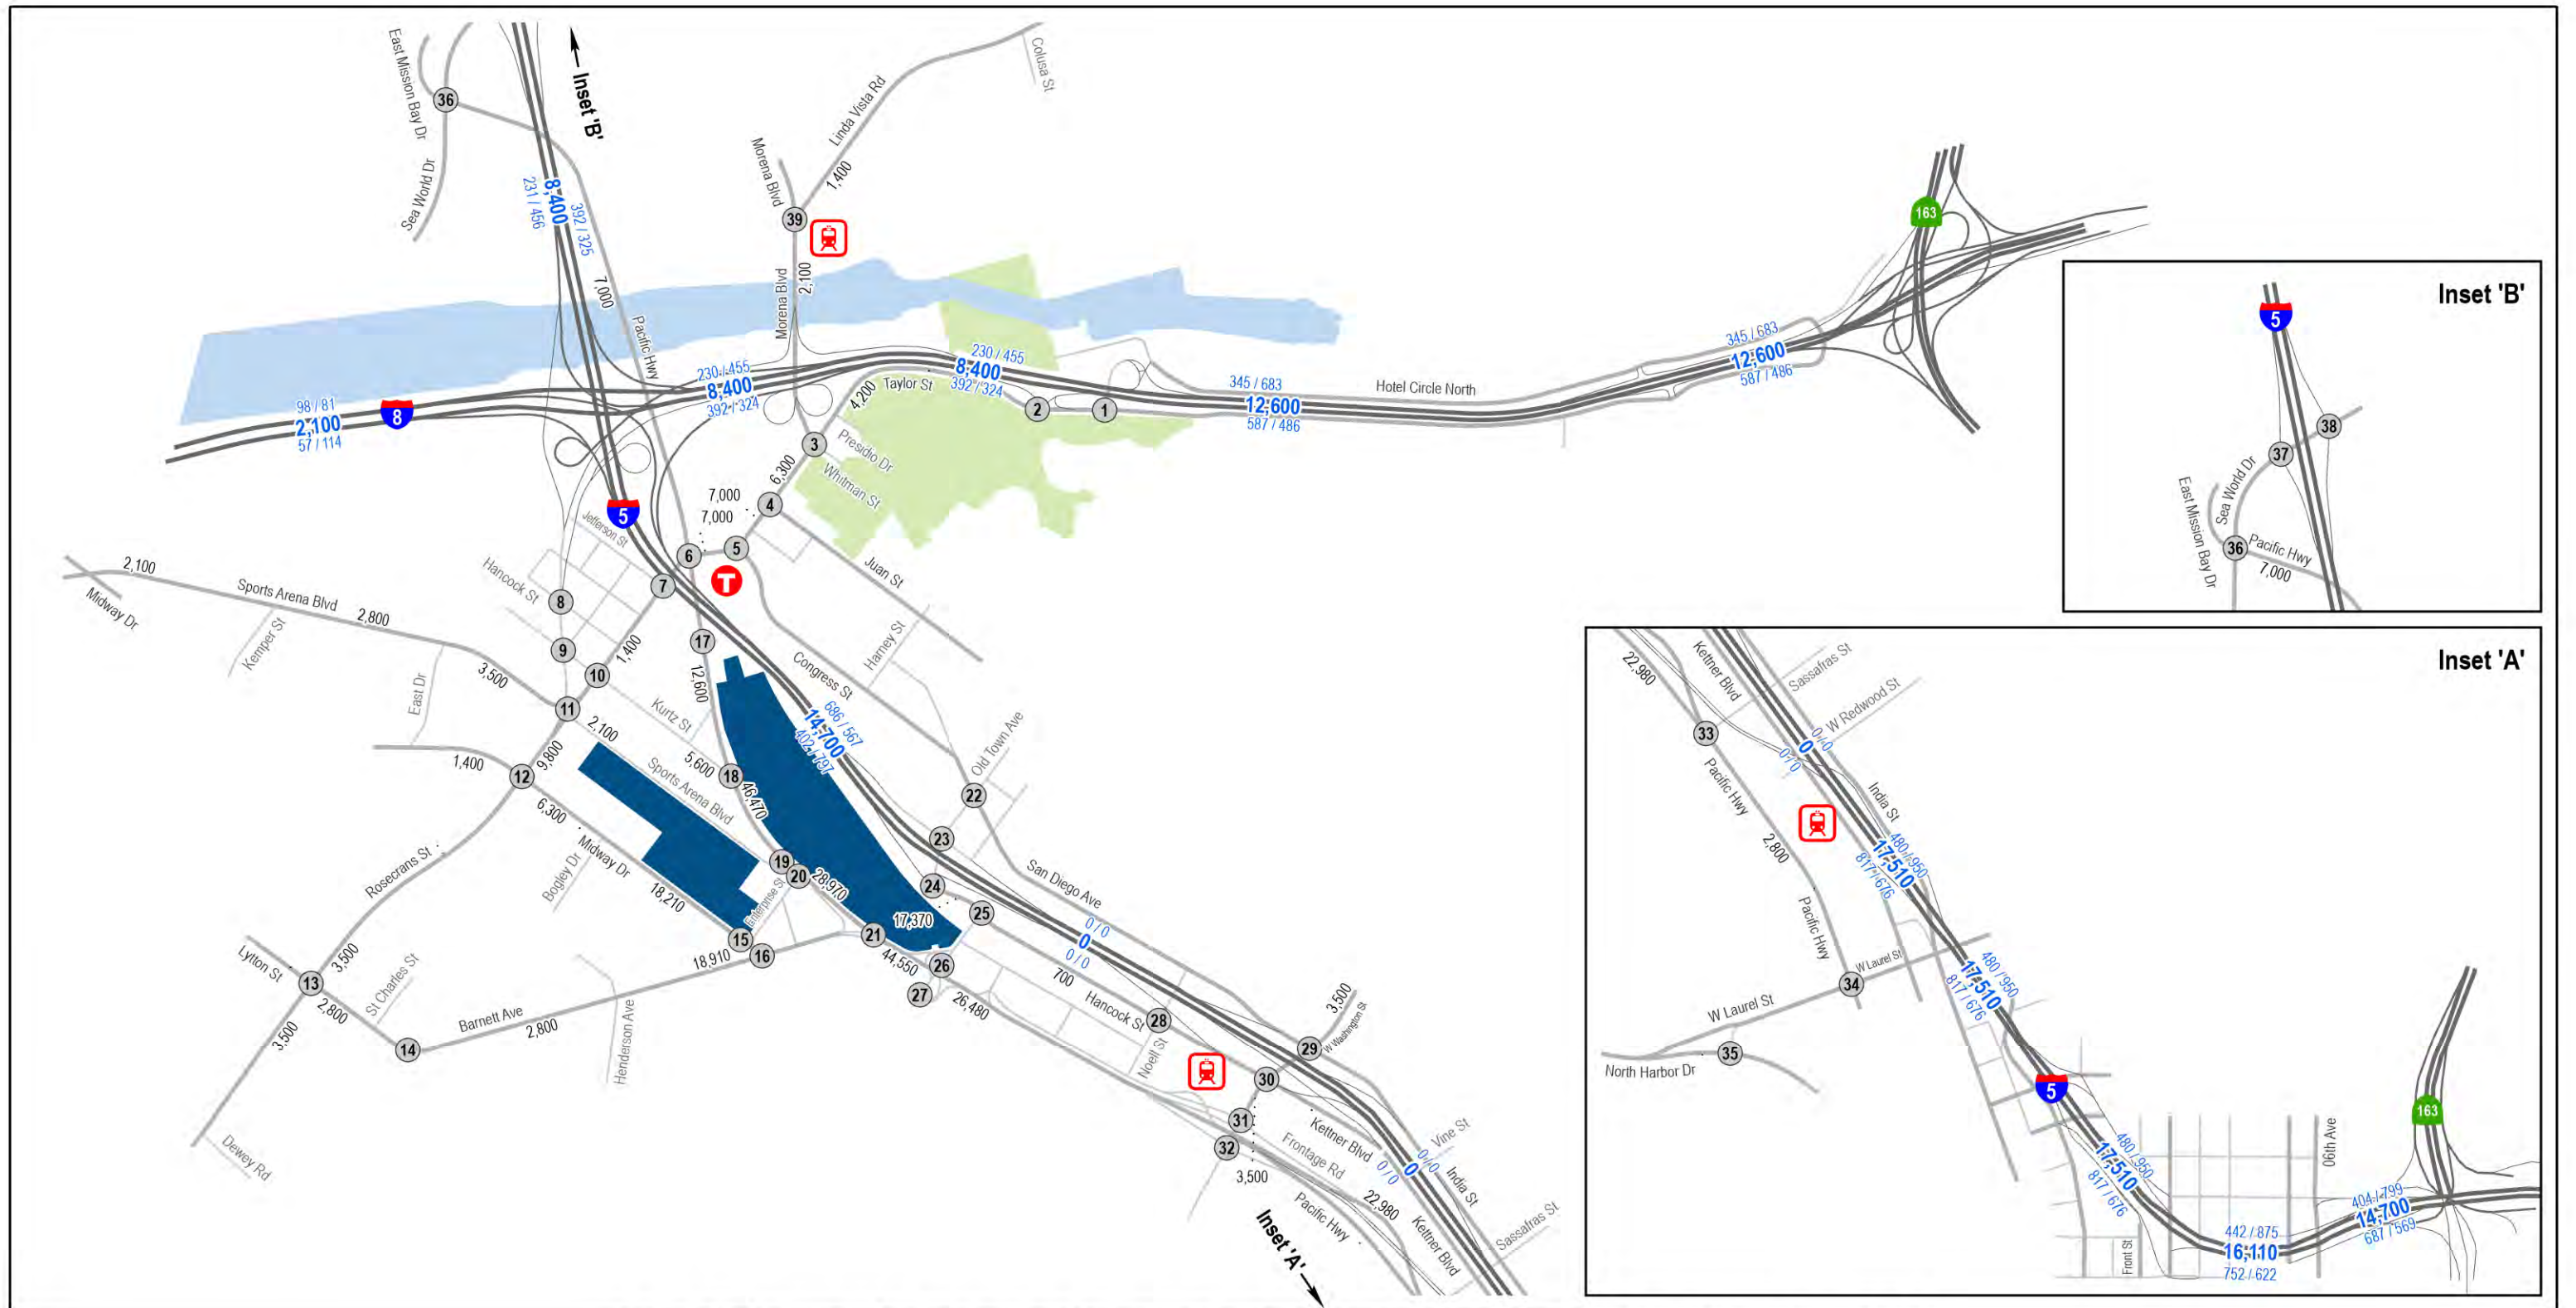 East Mission Bay Dr
36
Sea World Dr
Inset 'B'
8,400
231 / 456
392 / 325
7,000
Pacific Hwy
Colusa St
Linda Vista Rd
1,400
Morena Blvd
39
Morena Blvd
2,100
163
345 / 683
12,600
587 / 486
98 / 81
2,100
57 / 114
8
230 / 455
8,400
392 / 324
230 / 455
8,400
392 / 324
Taylor St
4,200
2
1
345 / 683
12,600
587 / 486
Hotel Circle North
3
Presidio Dr
Whitman St
6,300
4
7,000
7,000
5
Jefferson St
6
5
7
Juan St
Hancock St
8
2,100
Midway Dr
Sports Arena Blvd
Kemper St
2,800
3,500
East Dr
9
10
1,400
11
17
12,600
Congress St
Harney St
Kurtz St
2,100
5,600
9,800
1,400
12
18
46,470
Sports Arena Blvd
686 / 567
14,700
402 / 797
Old Town Ave
22
23
6,300
Midway Dr
Bogley Dr
18,210
Rosecrans St
19
20
28,970
Enterprise St
24
17,370
25
San Diego Ave
15
16
18,910
21
44,550
26
27
26,480
0 / 0
0
0 / 0
700
Hancock St
28
Noell St
Lytton St
13
3,500
3,500
2,800
St Charles St
14
Barnett Ave
2,800
Henderson Ave
Dewey Rd
3,500
W Washington St
29
30
31
32
3,500
Kettner Blvd
Frontage Rd
Pacific Hwy
22,980
0 / 0
0
0 / 0
Vine St
India St
Kettner Blvd
Sassafras St
Inset 'A'
Inset 'B'
5
38
37
Sea World Dr
East Mission Bay Dr
36
Pacific Hwy
7,000
Inset 'A'
22,980
Kettner Blvd
Sassafras St
W Redwood St
33
0 / 0
0
0 / 0
Pacific Hwy
India St
2,800
480 / 950
17,510
817 / 676
Pacific Hwy
W Laurel St
34
W Laurel St
35
North Harbor Dr
480 / 950
17,510
817 / 676
5
163
480 / 950
17,510
817 / 676
06th Ave
Front St
442 / 875
16,110
752 / 622
404 / 799
14,700
687 / 569